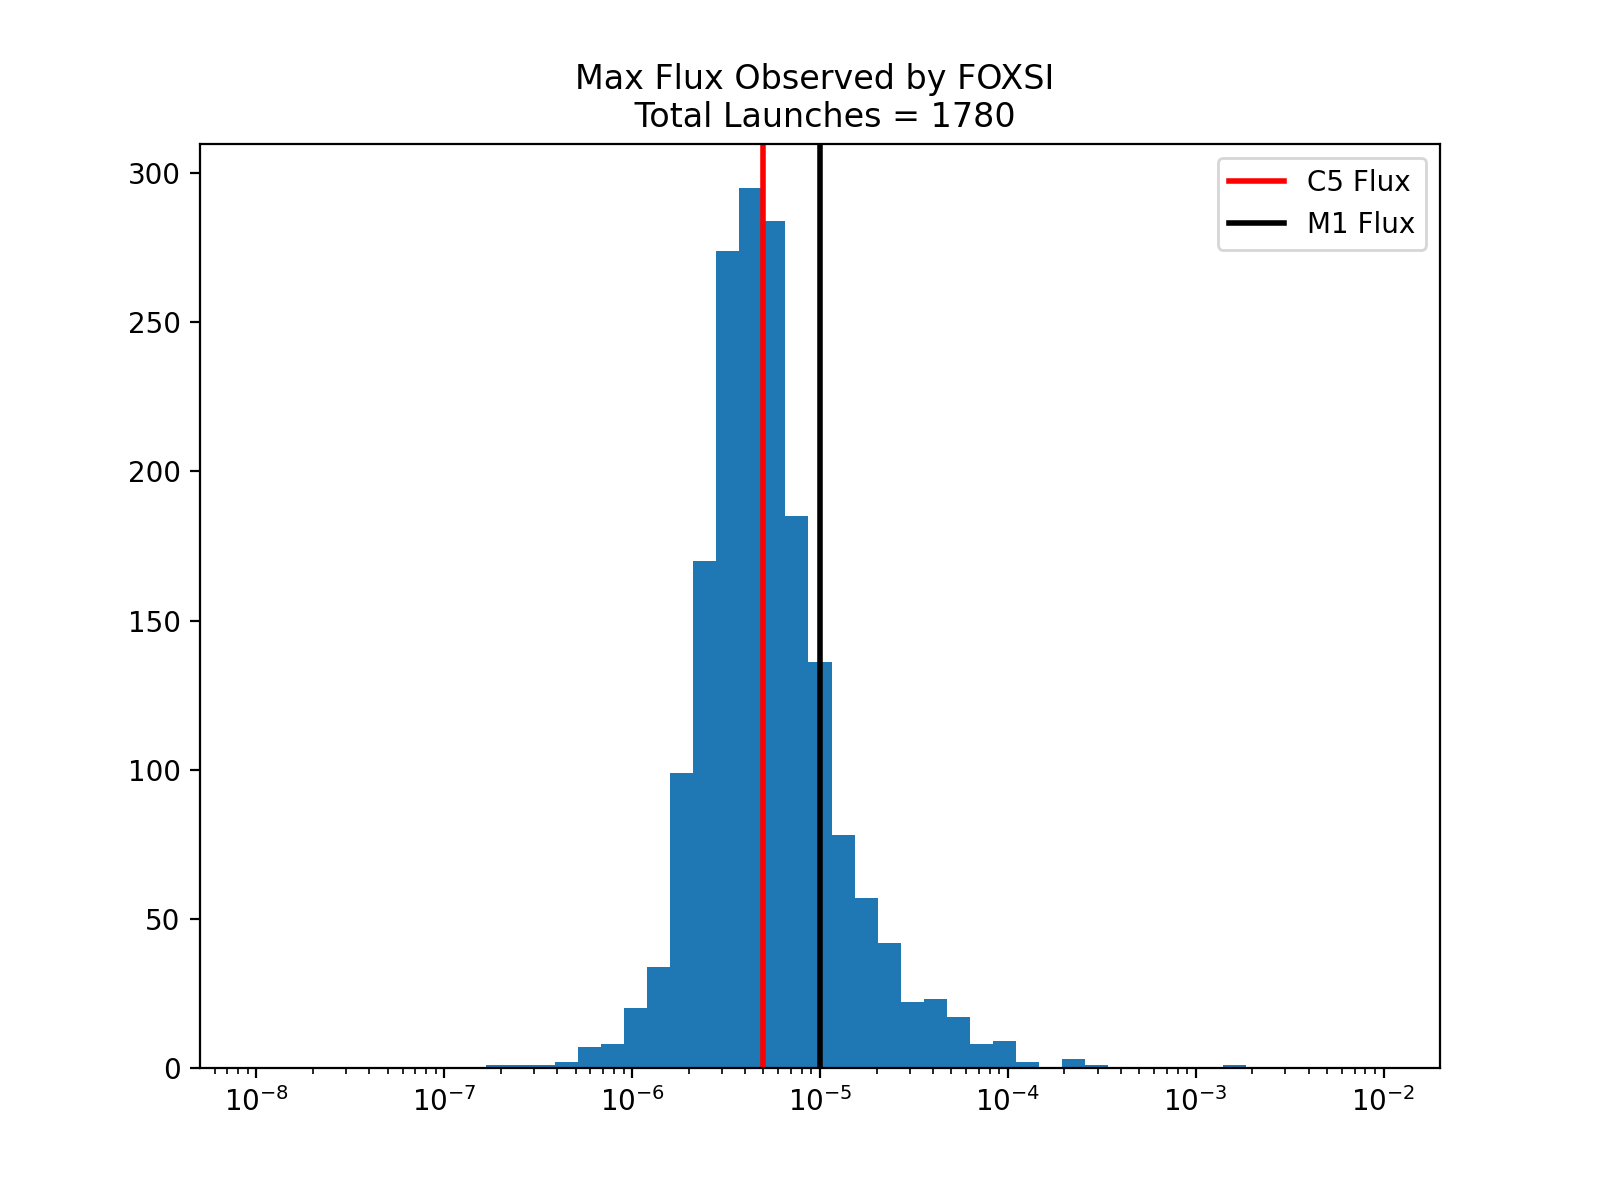 Max Flux Observed by FOXSI
Total Launches = 1780
C5 Flux
M1 Flux
300
250
200
150
100
50
0
10⁻⁸ 10⁻⁷ 10⁻⁶ 10⁻⁵ 10⁻⁴ 10⁻³ 10⁻²